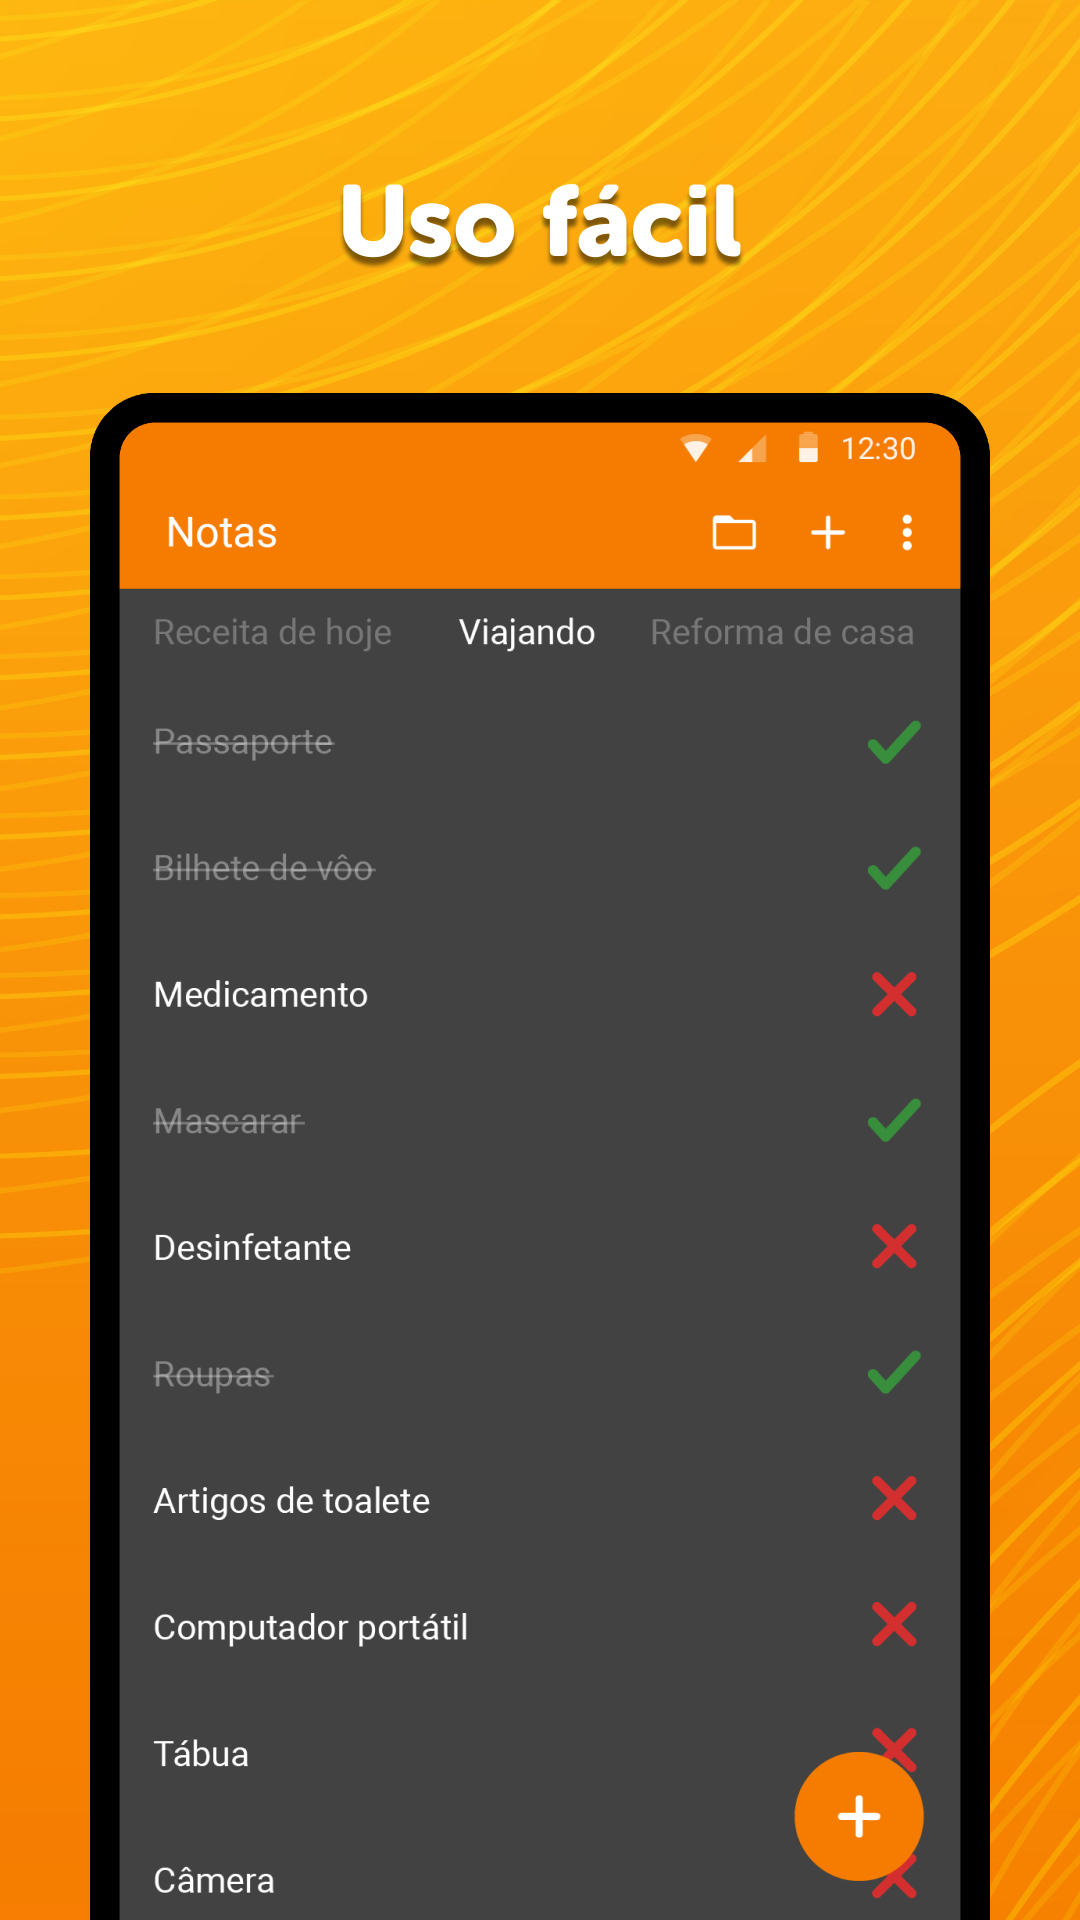 Uso fácil
12:30
Notas
Receita de hoje Viajando Reforma de casa
Passaporte
Bilhete de vôo
Medicamento
Mascarar
Desinfetante
Roupas
Artigos de toalete
Computador portátil
Tábua
Câmera